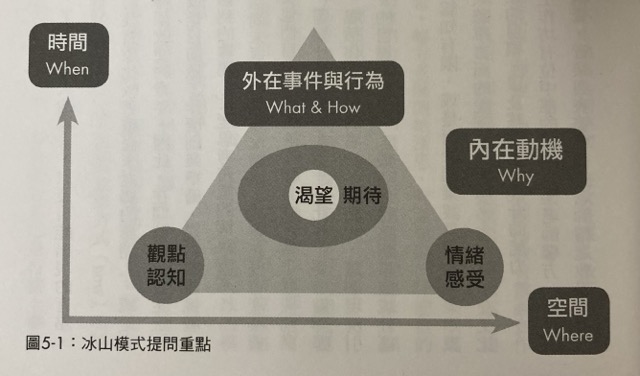 時間
When
外在事件與行為
What & How
內在動機
Why
渴望 期待
觀點
認知
情緒
感受
空間
Where
圖5-1：冰山模式提問重點